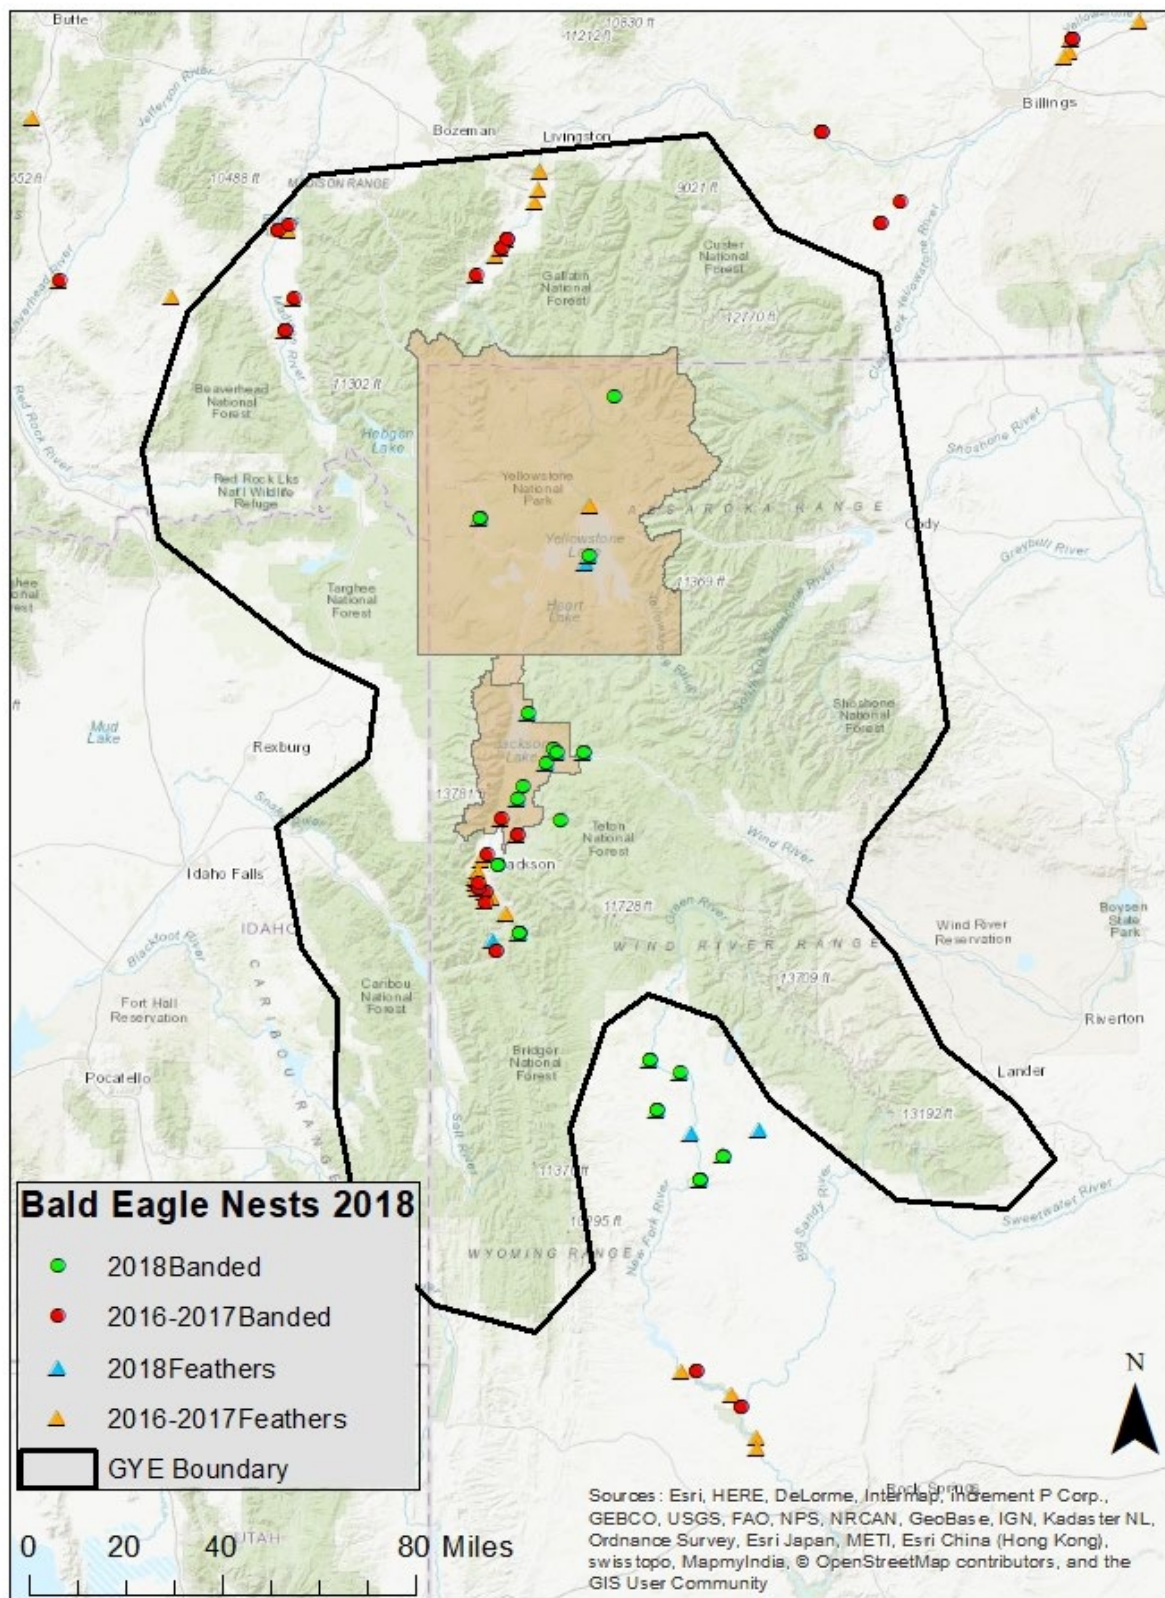 Butte
10830 ft
11212 ft
Yellowstone
Jefferson River
Billings
Bozeman
Livingston
10488 ft
MADISON RANGE
9021 ft
Custer
National
Forest
Gallatin
National
Forest
Madison River
12770 ft
Beaverhead
National
Forest
11302 ft
Hebgen
Lake
Red Rock River
Shoshone River
Red Rock Lks
Nat'l Wildlife
Refuge
Yellowstone
National
Park
Cody
Yellowstone
Greybull River
Targhee
National
Forest
11369 ft
Heart
Lake
Shoshone
National
Forest
Mud
Lake
Rexburg
Jackson
Lake
13781 ft
Teton
National
Forest
Wind River
Idaho Falls
11728 ft
Green River
Boysen
State
Park
IDAHO
Blackfoot River
WIND RIVER RANGE
Wind River
Reservation
Caribou
National
Forest
13709 ft
Fort Hall
Reservation
CARIBOU RANGE
Riverton
Bridger
National
Forest
Pocatello
Lander
13192 ft
Salt River
Sweetwater River
New Fork River
Big Sandy River
WYOMING RANGE
Bald Eagle Nests 2018
2018Banded
2016-2017Banded
2018Feathers
2016-2017Feathers
GYE Boundary
N
Rock Springs
UTAH
0 20 40 80 Miles
Sources: Esri, HERE, DeLorme, Intermap, increment P Corp.,
GEBCO, USGS, FAO, NPS, NRCAN, GeoBase, IGN, Kadaster NL,
Ordnance Survey, Esri Japan, METI, Esri China (Hong Kong),
swisstopo, MapmyIndia, © OpenStreetMap contributors, and the
GIS User Community